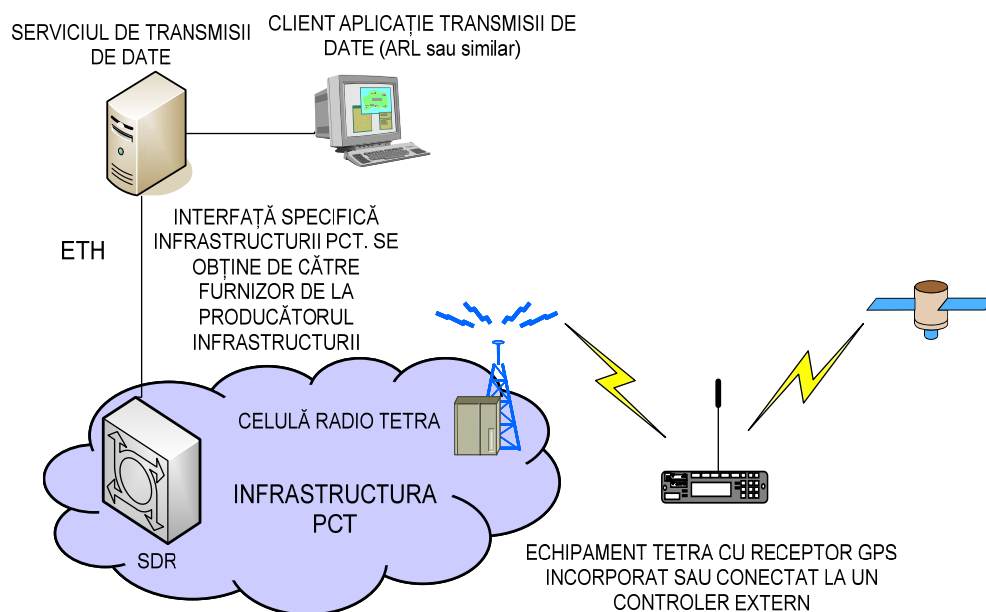 SERVICIUL DE TRANSMISII
DE DATE
CLIENT APLICAȚIE TRANSMISII DE
DATE (ARL sau similar)
ETH
INTERFAȚĂ SPECIFICĂ
INFRASTRUCTURII PCT. SE
OBȚINE DE CĂTRE
FURNIZOR DE LA
PRODUCĂTORUL
INFRASTRUCTURII
CELULĂ RADIO TETRA
INFRASTRUCTURA
PCT
SDR
ECHIPAMENT TETRA CU RECEPTOR GPS
INCORPORAT SAU CONECTAT LA UN
CONTROLER EXTERN